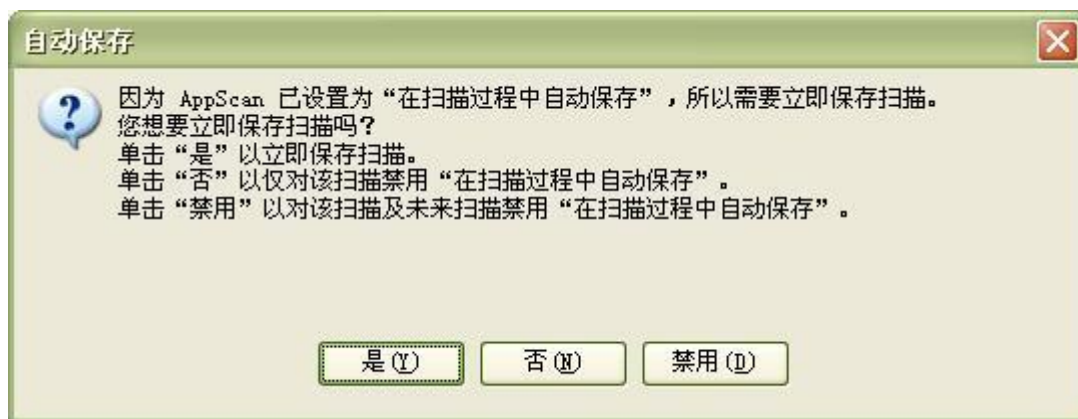 自动保存
因为 AppScan 已设置为“在扫描过程中自动保存”，所以需要立即保存扫描。
您想要立即保存扫描吗?
单击“是”以立即保存扫描。
单击“否”以仅对该扫描禁用“在扫描过程中自动保存”。
单击“禁用”以对该扫描及未来扫描禁用“在扫描过程中自动保存”。
是(Y) 否(N) 禁用(D)